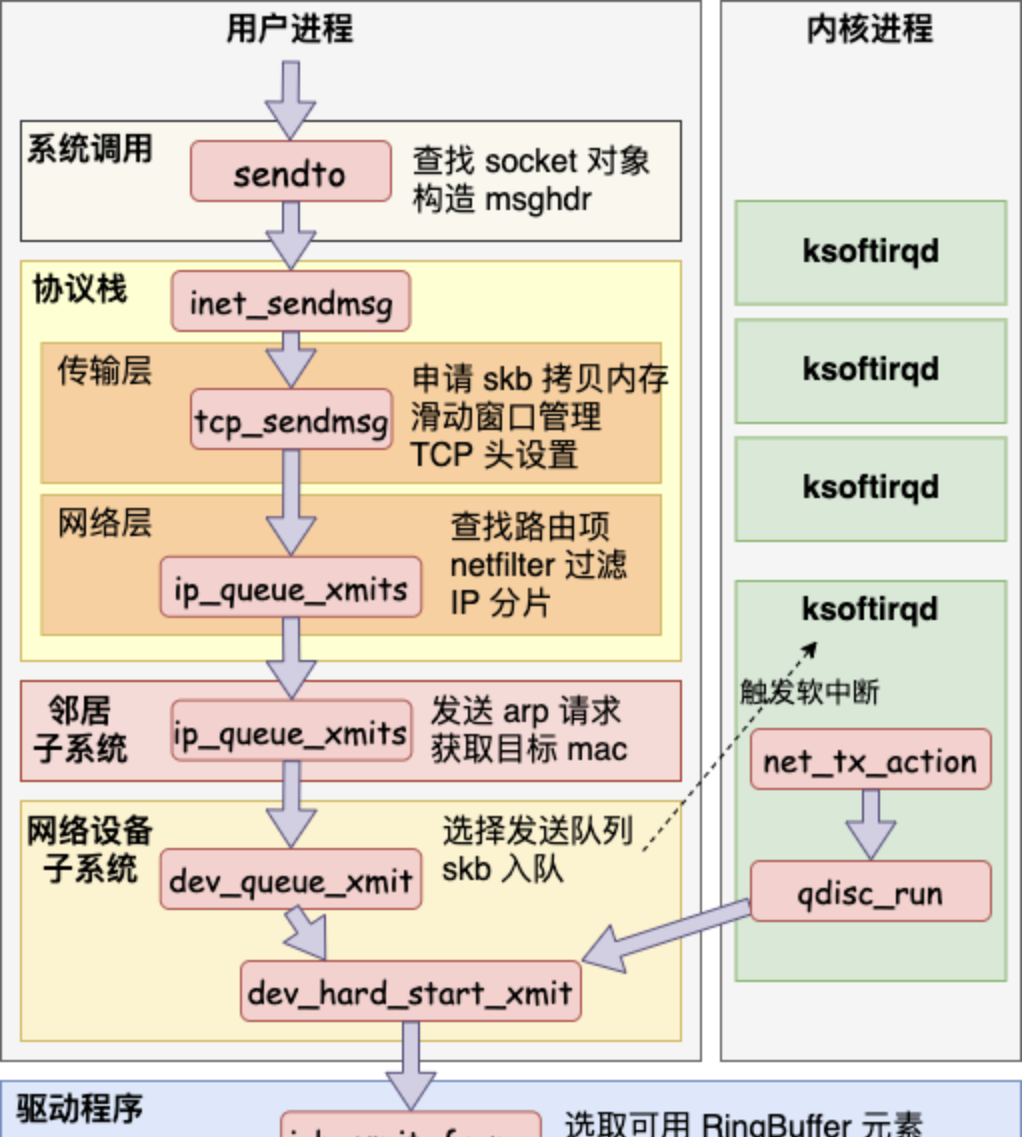 用户进程
系统调用
sendto
查找 socket 对象
构造 msghdr
协议栈
inet_sendmsg
传输层
tcp_sendmsg
申请 skb 拷贝内存
滑动窗口管理
TCP 头设置
网络层
ip_queue_xmits
查找路由项
netfilter 过滤
IP 分片
邻居
子系统
ip_queue_xmits
发送 arp 请求
获取目标 mac
网络设备
子系统
dev_queue_xmit
选择发送队列
skb 入队
dev_hard_start_xmit
内核进程
ksoftirqd
ksoftirqd
ksoftirqd
ksoftirqd
触发软中断
net_tx_action
qdisc_run
驱动程序
选取可用 RingBuffer 元素